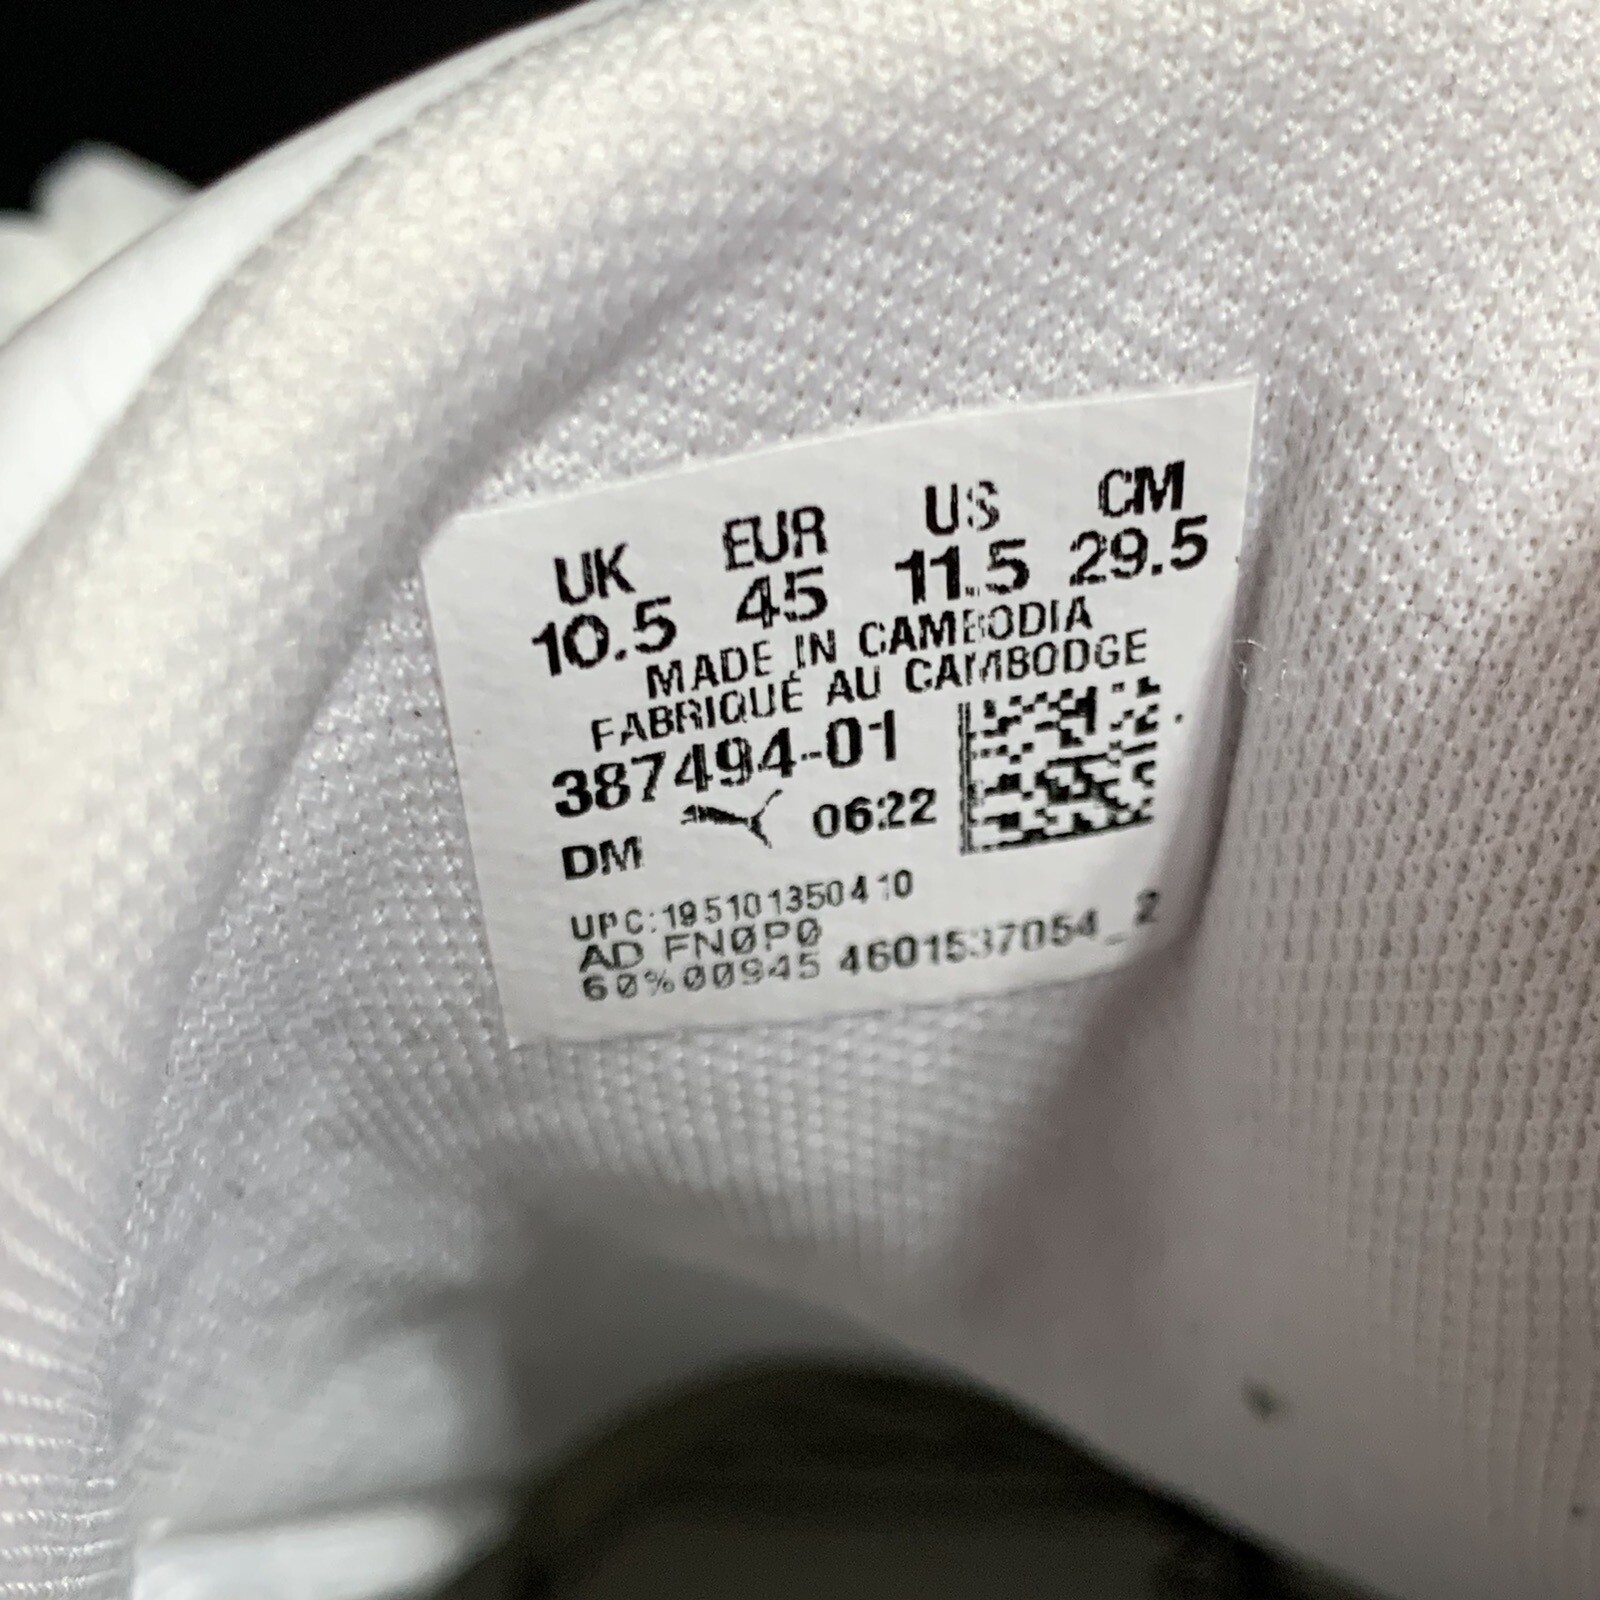 UK EUR US CM
10.5 45 11.5 29.5
MADE IN CAMBODIA
FABRIQUÉ AU CAMBODGE
387494-01
DM 06.22
UPC:195101350410
AD FN0P0
60%00945 4601537054_2